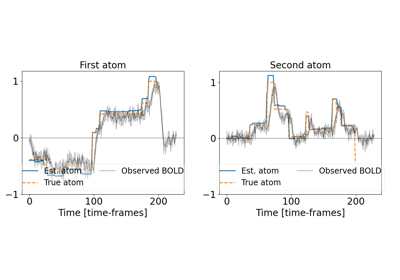 First atom
1
0
−1
Est. atom
True atom
Observed BOLD
0
100
200
Time [time-frames]
Second atom
1
0
−1
Est. atom
True atom
Observed BOLD
0
100
200
Time [time-frames]